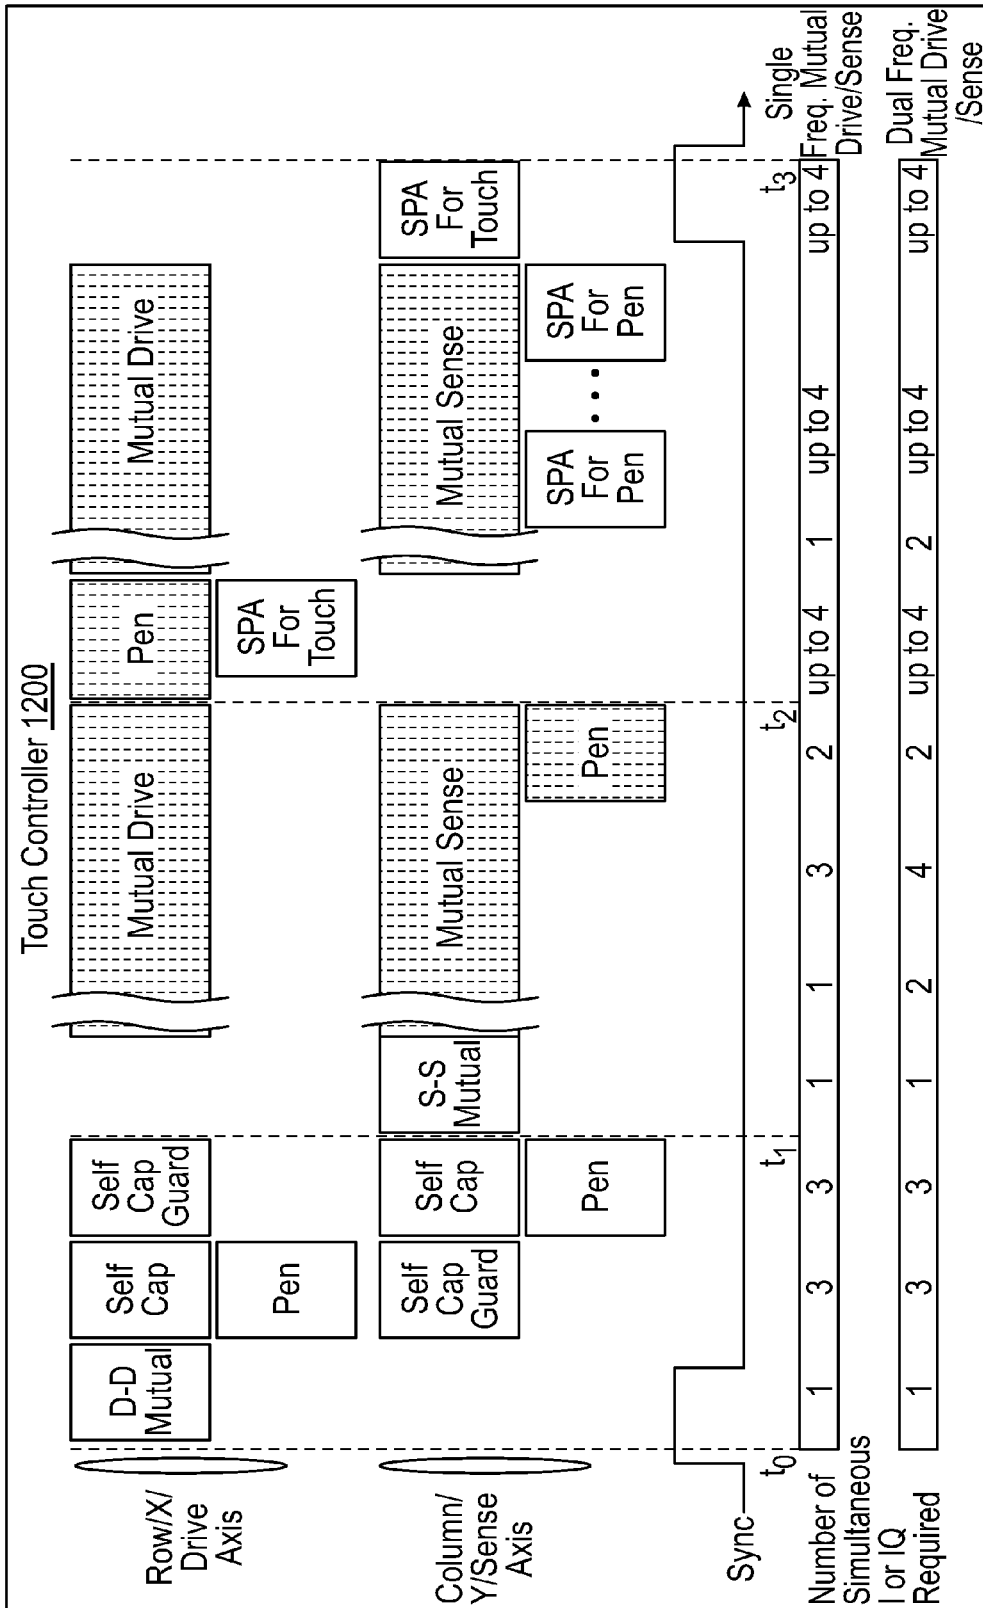 Touch Controller 1200
Row/X/
Drive
Axis
D-D
Mutual
Self
Cap
Self
Cap
Guard
Mutual Drive
Pen
Mutual Drive
Pen
SPA
For
Touch
Column/
Y/Sense
Axis
Self
Cap
Guard
Self
Cap
S-S
Mutual
Mutual Sense
Mutual Sense
SPA
For
Touch
Pen
Pen
SPA
For
Pen
• • •
SPA
For
Pen
Sync
t0
t1
t2
t3
Number of
Simultaneous
I or IQ
Required
1 3 3 1 1 3 2 up to 4 1 up to 4 up to 4
Single
Freq. Mutual
Drive/Sense
1 3 3 1 2 4 2 up to 4 2 up to 4 up to 4
Dual Freq.
Mutual Drive
/Sense